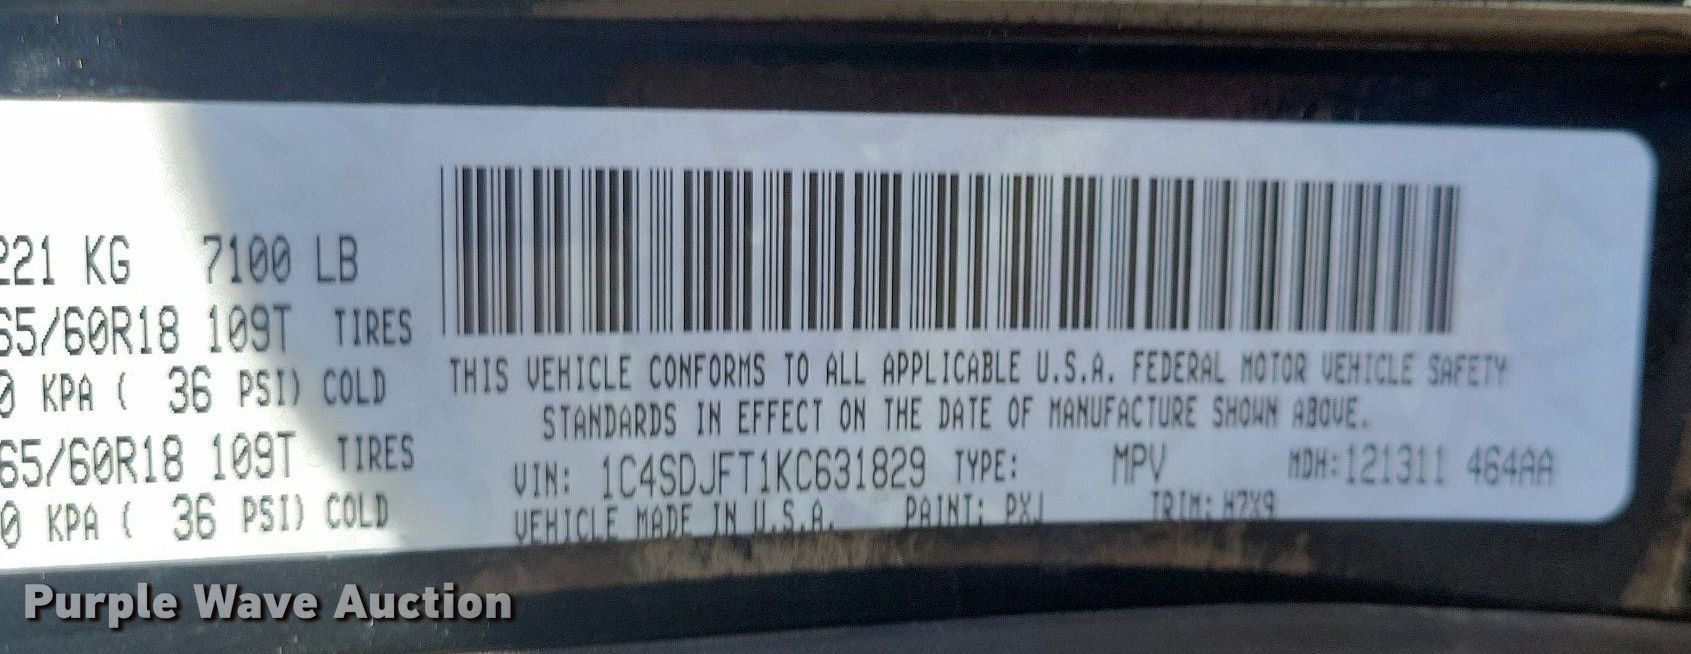 221 KG 7100 LB
65/60R18 109T TIRES
0 KPA ( 36 PSI) COLD
65/60R18 109T TIRES
0 KPA ( 36 PSI) COLD
THIS VEHICLE CONFORMS TO ALL APPLICABLE U.S.A. FEDERAL MOTOR VEHICLE SAFETY
STANDARDS IN EFFECT ON THE DATE OF MANUFACTURE SHOWN ABOVE.
VIN: 1C4SDJFT1KC631829 TYPE: MPV MDH:121311 464AA
VEHICLE MADE IN U.S.A. PAINT: PXJ TRIM: H7X9
Purple Wave Auction